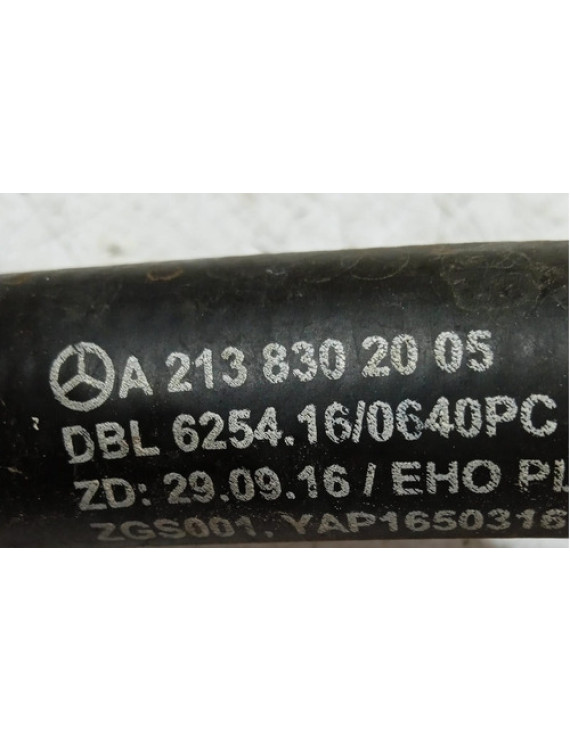 A 213 830 20 05
DBL 6254.16/0640PC
ZD: 29.09.16 / EHO
ZGS001, YAP1650316